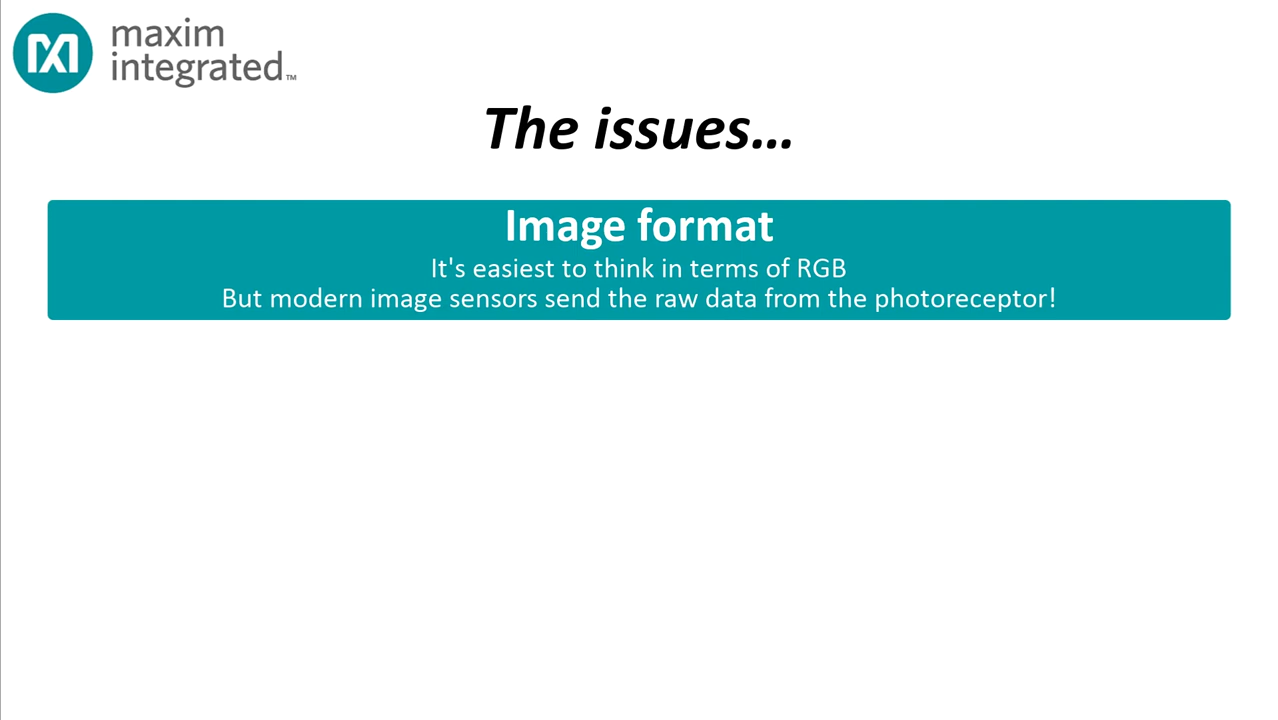 maxim
integrated™
The issues...
Image format
It's easiest to think in terms of RGB
But modern image sensors send the raw data from the photoreceptor!